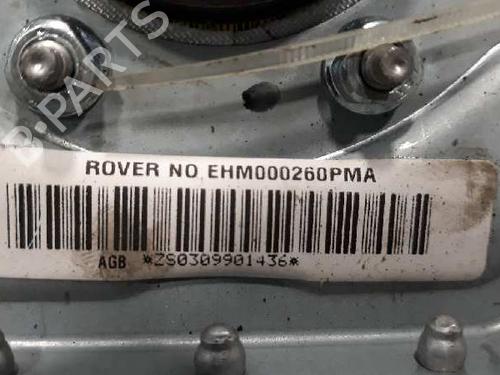 B-PARTS
ROVER NO EHM000260PMA
AGB *ZS0309901436*